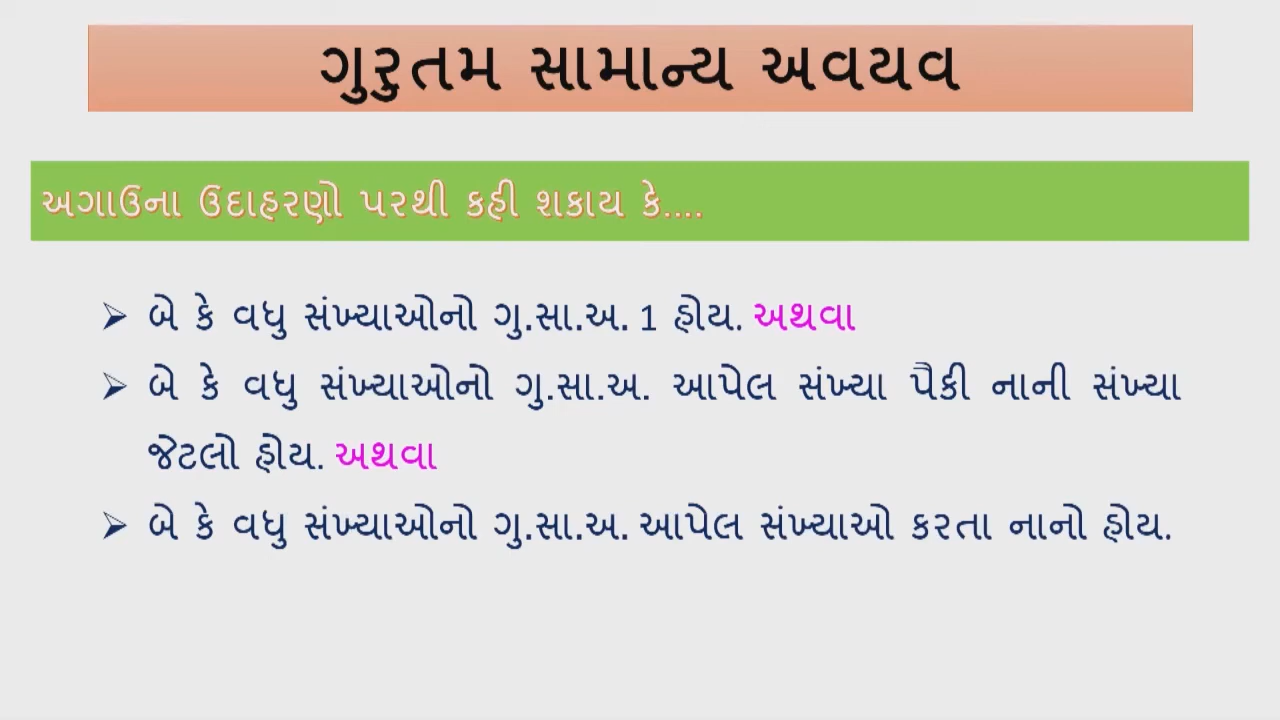 ગુરુતમ સામાન્ય અવયવ
અગાઉના ઉદાહરણો પરથી કહી શકાય કે....
➢ બે કે વધુ સંખ્યાઓનો ગુ.સા.અ. 1 હોય. અથવા
➢ બે કે વધુ સંખ્યાઓનો ગુ.સા.અ. આપેલ સંખ્યા પૈકી નાની સંખ્યા
જેટલો હોય. અથવા
➢ બે કે વધુ સંખ્યાઓનો ગુ.સા.અ. આપેલ સંખ્યાઓ કરતા નાનો હોય.